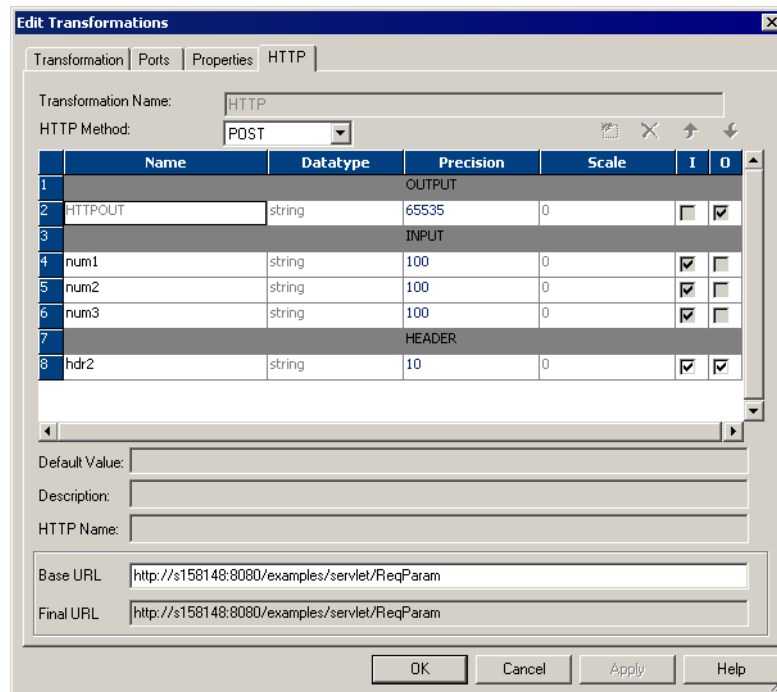 Edit Transformations
Transformation Ports Properties HTTP
Transformation Name: HTTP
HTTP Method: POST
Name Datatype Precision Scale I O
1 OUTPUT
2 HTTPOUT string 65535 0
3 INPUT
4 num1 string 100 0
5 num2 string 100 0
6 num3 string 100 0
7 HEADER
8 hdr2 string 10 0
Default Value:
Description:
HTTP Name:
Base URL http://s158148:8080/examples/servlet/ReqParam
Final URL http://s158148:8080/examples/servlet/ReqParam
OK Cancel Apply Help